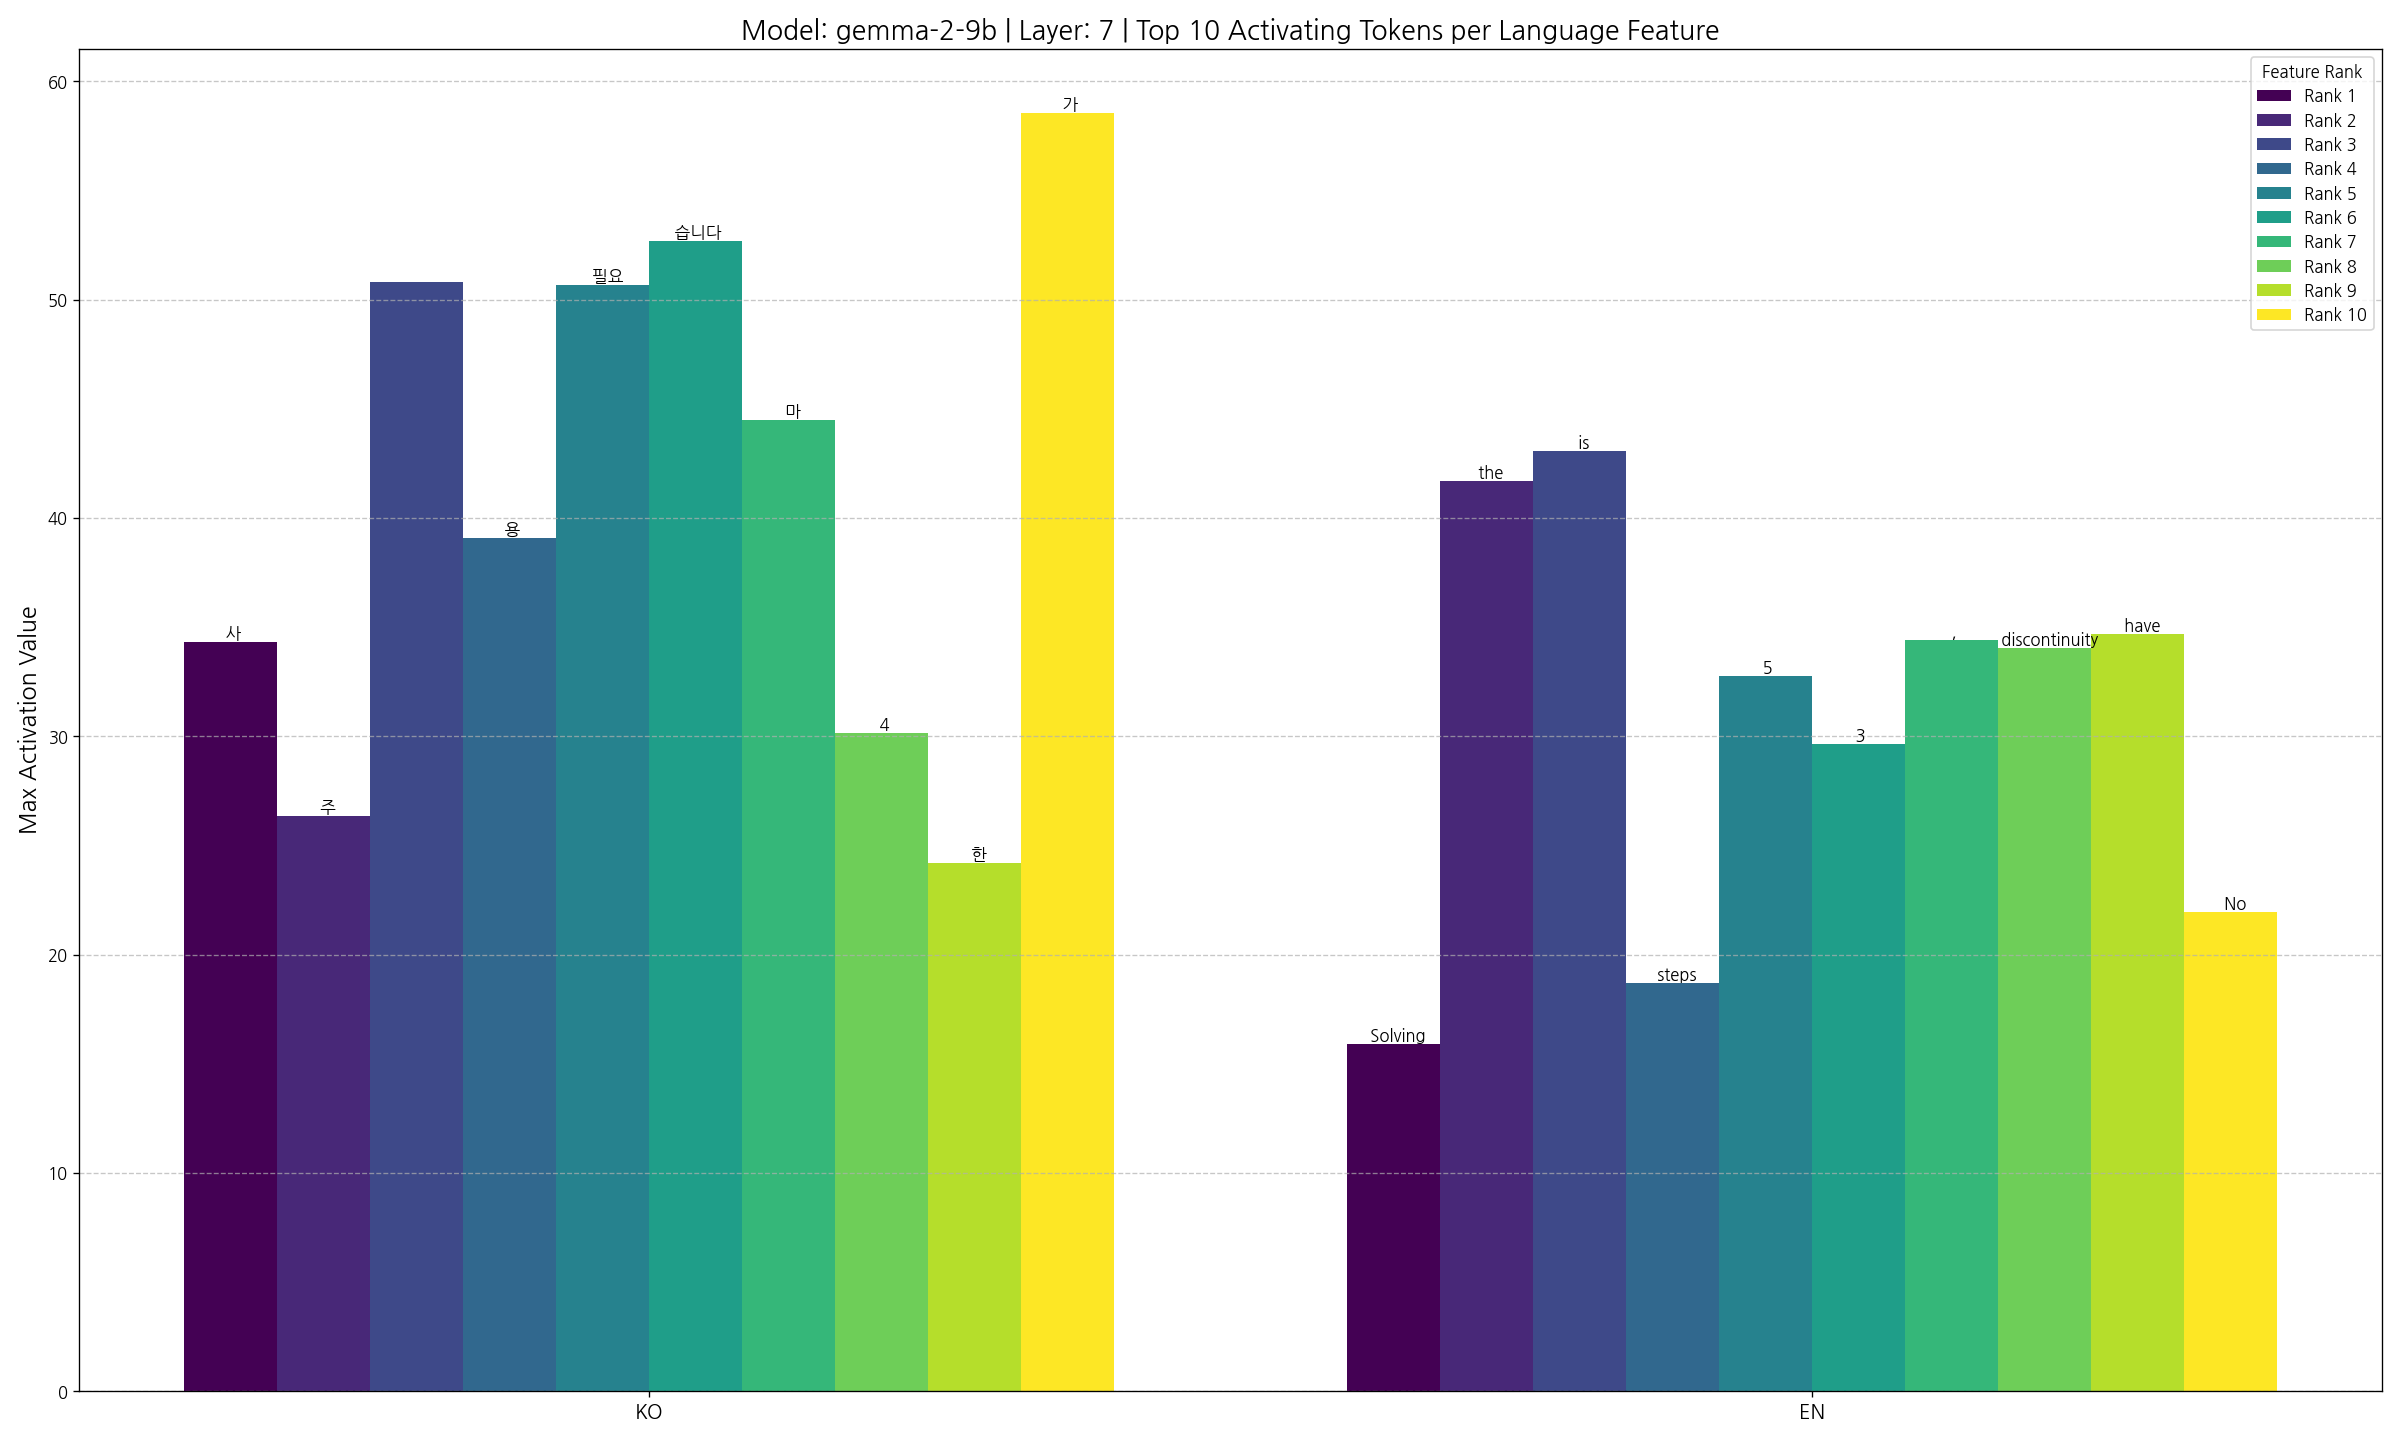 Model: gemma-2-9b | Layer: 7 | Top 10 Activating Tokens per Language Feature
Max Activation Value
60
50
40
30
20
10
0
사
주
용
필요
습니다
마
4
한
가
Solving
the
is
steps
5
3
,
discontinuity
have
No
KO
EN
Feature Rank
Rank 1
Rank 2
Rank 3
Rank 4
Rank 5
Rank 6
Rank 7
Rank 8
Rank 9
Rank 10